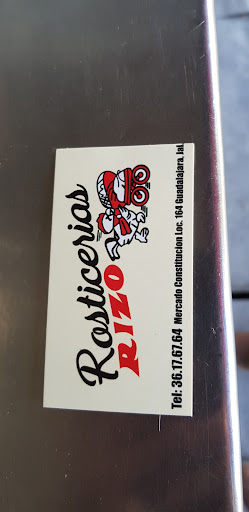 Rosticerias
RIZO
Tel: 36.17.67.64 Mercado Constitucion Loc. 164 Guadalajara, Jal.